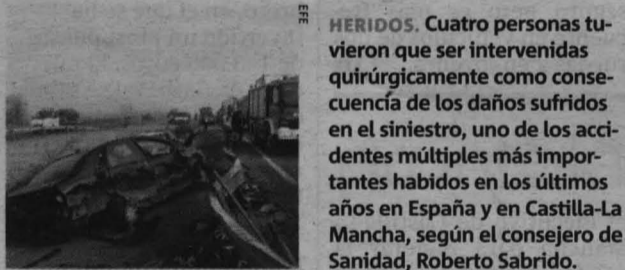 EFE
HERIDOS. Cuatro personas tu-
vieron que ser intervenidas
quirúrgicamente como conse-
cuencia de los daños sufridos
en el siniestro, uno de los acci-
dentes múltiples más impor-
tantes habidos en los últimos
años en España y en Castilla-La
Mancha, según el consejero de
Sanidad, Roberto Sabrido.